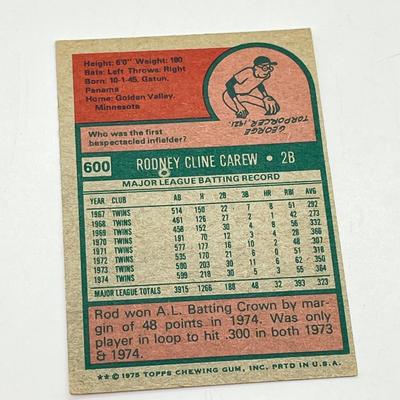 Height: 6'0" Weight: 180
Bats: Left Throws: Right
Born: 10-1-45, Gatun,
Panama
Home: Golden Valley,
Minnesota
Who was the first
bespectacled infielder?
GEORGE
TORPORCER, 1921.
600 RODNEY CLINE CAREW • 2B
MAJOR LEAGUE BATTING RECORD
YEAR CLUB AB H 2B 3B HR RBI AVG
1967 TWINS 514 150 22 7 8 51 .292
1968 TWINS 461 126 27 2 1 42 .273
1969 TWINS 458 152 30 4 8 56 .332
1970 TWINS 191 70 12 3 4 28 .366
1971 TWINS 577 177 16 10 2 48 .307
1972 TWINS 535 170 21 6 0 51 .318
1973 TWINS 580 203 30 11 6 62 .350
1974 TWINS 599 218 30 5 3 55 .364
MAJOR LEAGUE TOTALS 3915 1266 188 48 32 393 .323
Rod won A.L. Batting Crown by mar-
gin of 48 points in 1974. Was only
player in loop to hit .300 in both 1973
& 1974.
** © 1975 TOPPS CHEWING GUM, INC. PRTD IN U.S.A.